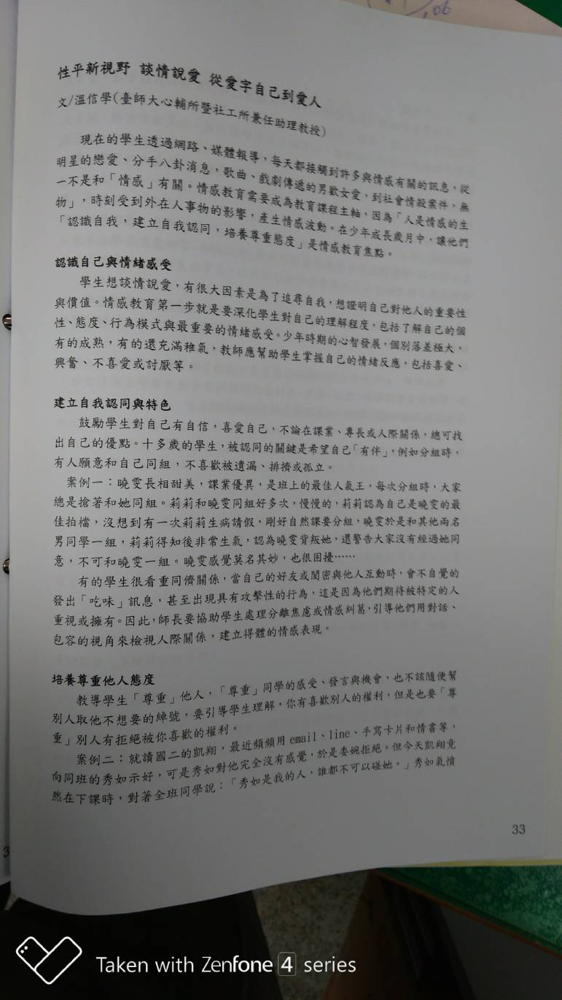 06
性平新視野 談情說愛 從愛字自己到愛人
文/溫信學(臺師大心輔所暨社工所兼任助理教授)
現在的學生透過網路、媒體報導，每天都接觸到許多與情感有關的訊息，從
明星的戀愛、分手八卦消息，歌曲、戲劇傳遞的男歡女愛，到社會情殺案件，無
一不是和「情感」有關。情感教育需要成為教育課程主軸，因為「人是情感的生
物」，時刻受到外在人事物的影響，產生情感波動。在少年成長歲月中，讓他們
「認識自我，建立自我認同，培養尊重態度」是情感教育焦點。
認識自己與情緒感受
學生想談情說愛，有很大因素是為了追尋自我，想證明自己對他人的重要性
與價值。情感教育第一步就是要深化學生對自己的理解程度，包括了解自己的個
性、態度、行為模式與最重要的情緒感受。少年時期的心智發展，個別落差極大，
有的成熟，有的還充滿稚氣，教師應幫助學生掌握自己的情緒反應，包括喜愛、
興奮、不喜愛或討厭等。
建立自我認同與特色
鼓勵學生對自己有自信，喜愛自己，不論在課業、專長或人際關係，總可找
出自己的優點。十多歲的學生，被認同的關鍵是希望自己「有伴」，例如分組時，
有人願意和自己同組，不喜歡被遺漏、排擠或孤立。
案例一：曉雯長相甜美，課業優異，是班上的最佳人氣王，每次分組時，大家
總是搶著和她同組。莉莉和曉雯同組好多次，慢慢的，莉莉認為自己是曉雯的最
佳拍檔，沒想到有一次莉莉生病請假，剛好自然課要分組，曉雯於是和其他兩名
男同學一組，莉莉得知後非常生氣，認為曉雯背叛她，還警告大家沒有經過她同
意，不可和曉雯一組。曉雯感覺莫名其妙，也很困擾……
有的學生很看重同儕關係，當自己的好友或閨密與他人互動時，會不自覺的
發出「吃味」訊息，甚至出現具有攻擊性的行為，這是因為他們期待被特定的人
重視或擁有。因此，師長要協助學生處理分離焦慮或情感糾葛，引導他們用對話、
包容的視角來檢視人際關係，建立得體的情感表現。
培養尊重他人態度
教導學生「尊重」他人，「尊重」同學的感受、發言與機會，也不該隨便幫
別人取他不想要的綽號，要引導學生理解，你有喜歡別人的權利，但是也要「尊
重」別人有拒絕被你喜歡的權利。
案例二：就讀國二的凱翔，最近頻頻用 email、line、手寫卡片和情書等，
向同班的秀如示好，可是秀如對他完全沒有感覺，於是委婉拒絕。但今天凱翔竟
然在下課時，對著全班同學說：「秀如是我的人，誰都不可以碰她。」秀如氣憤
33
3
Taken with Zenfone 4 series